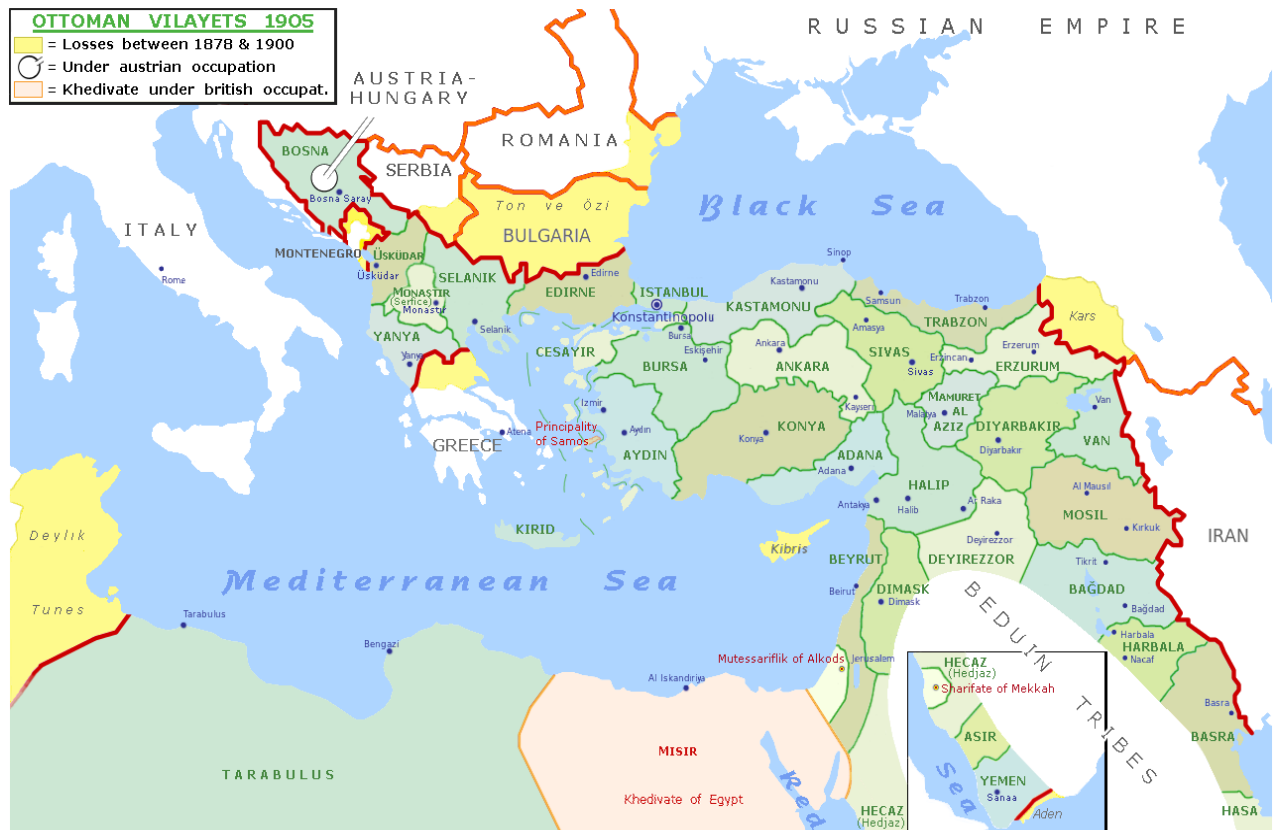 OTTOMAN VILAYETS 1905
= Losses between 1878 & 1900
= Under austrian occupation
= Khedivate under british occupat.
RUSSIAN EMPIRE
AUSTRIA-
HUNGARY
ROMANIA
BOSNA
SERBIA
Bosna Saray
Ton ve Özi
BULGARIA
Black Sea
ITALY
Rome
MONTENEGRO
ÜSKÜDAR
Üsküdar
SELANIK
MONASTIR
(Serfice)
Monastir
Selanik
YANYA
Yanya
EDIRNE
Edirne
ISTANBUL
Konstantinopolu
Bursa
KASTAMONU
Kastamonu
Sinop
Samsun
Amasya
Trabzon
TRABZON
Kars
CESAYIR
BURSA
Eskişehir
Ankara
ANKARA
SIVAS
Sivas
Erzincan
Erzerum
ERZURUM
Kayseri
MAMURET
AL
AZIZ
Malatya
DIYARBAKIR
Diyarbakır
Van
VAN
Izmir
Aydın
AYDIN
Principality
of Samos
GREECE
Atena
KONYA
Konya
ADANA
Adana
HALIP
Halib
Antakya
Ar Raka
Al Mausıl
MOSIL
Kırkuk
IRAN
Deyirezzor
DEYIREZZOR
KIRID
Kibris
BEYRUT
Beirut
DIMASK
Dimask
Tikrit
BAĞDAD
Bağdad
Harbala
HARBALA
Nacaf
Basra
BASRA
HASA
BEDUIN
TRIBES
Deylık
Tunes
Mediterranean Sea
Tarabulus
Bengazi
TARABULUS
Al Iskandıriya
Mutessariflik of Alkods
Jerusalem
MISIR
Khedivate of Egypt
Red
HECAZ
(Hedjaz)
HECAZ
(Hedjaz)
Sharifate of Mekkah
ASIR
YEMEN
Sanaa
Sea
Aden